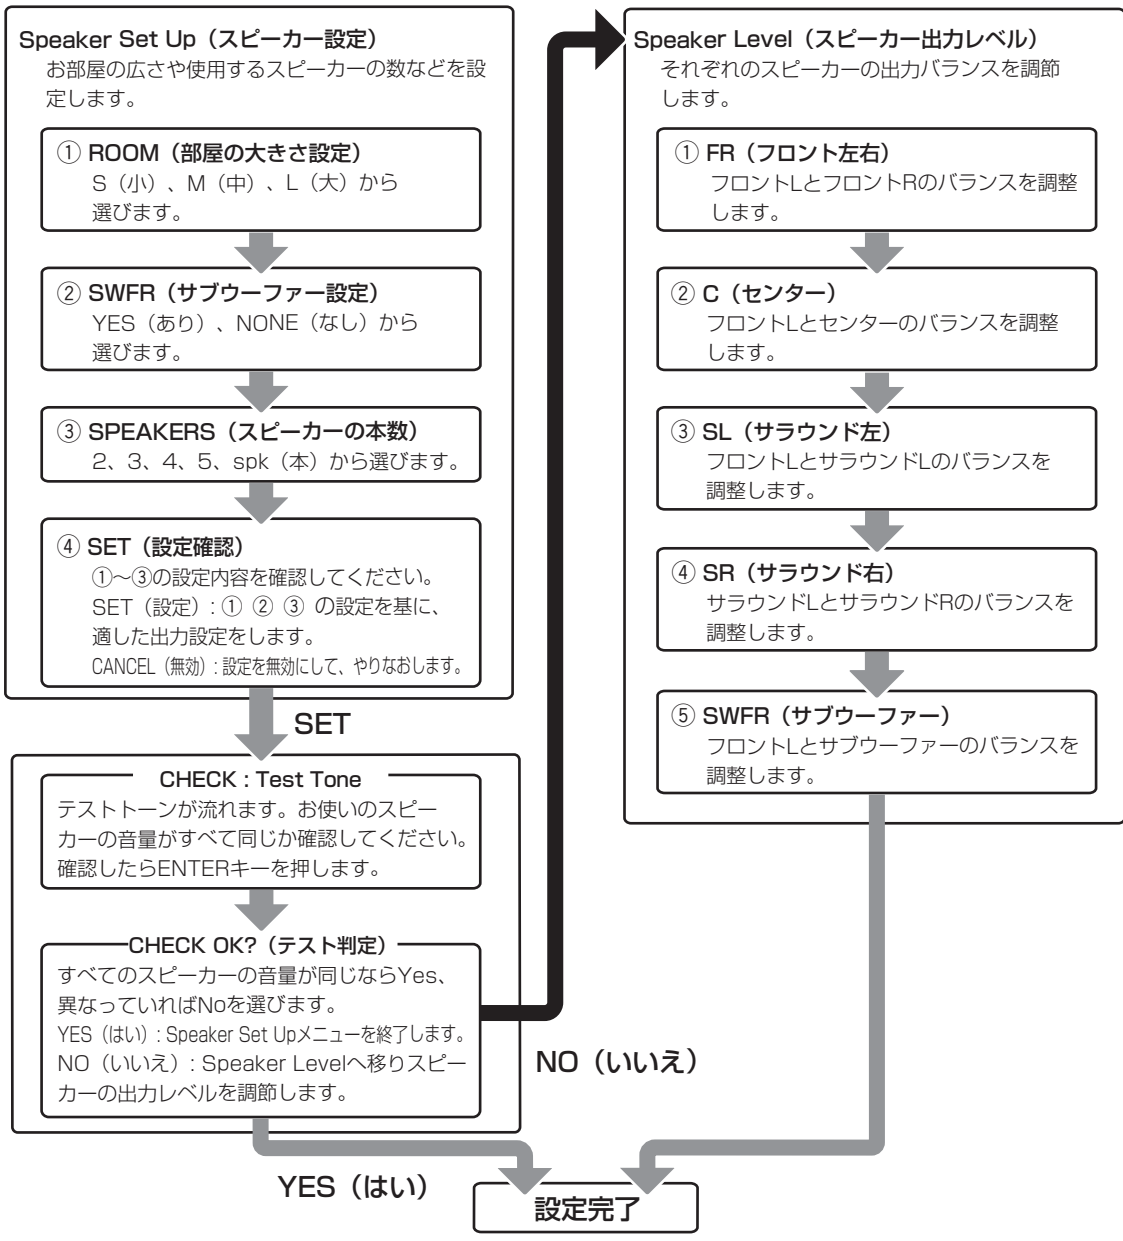 Speaker Set Up（スピーカー設定）
お部屋の広さや使用するスピーカーの数などを設
定します。
① ROOM（部屋の大きさ設定）
S（小）、M（中）、L（大）から
選びます。
② SWFR（サブウーファー設定）
YES（あり）、NONE（なし）から
選びます。
③ SPEAKERS（スピーカーの本数）
2、3、4、5、spk（本）から選びます。
④ SET（設定確認）
①～③の設定内容を確認してください。
SET（設定）: ① ② ③ の設定を基に、
適した出力設定をします。
CANCEL（無効）: 設定を無効にして、やりなおします。
SET
CHECK : Test Tone
テストトーンが流れます。お使いのスピー
カーの音量がすべて同じか確認してください。
確認したらENTERキーを押します。
CHECK OK?（テスト判定）
すべてのスピーカーの音量が同じならYes、
異なっていればNoを選びます。
YES（はい）: Speaker Set Upメニューを終了します。
NO（いいえ）: Speaker Levelへ移りスピー
カーの出力レベルを調節します。
NO（いいえ）
YES（はい）
Speaker Level（スピーカー出力レベル）
それぞれのスピーカーの出力バランスを調節
します。
① FR（フロント左右）
フロントLとフロントRのバランスを調整
します。
② C（センター）
フロントLとセンターのバランスを調整
します。
③ SL（サラウンド左）
フロントLとサラウンドLのバランスを
調整します。
④ SR（サラウンド右）
サラウンドLとサラウンドRのバランスを
調整します。
⑤ SWFR（サブウーファー）
フロントLとサブウーファーのバランスを
調整します。
設定完了